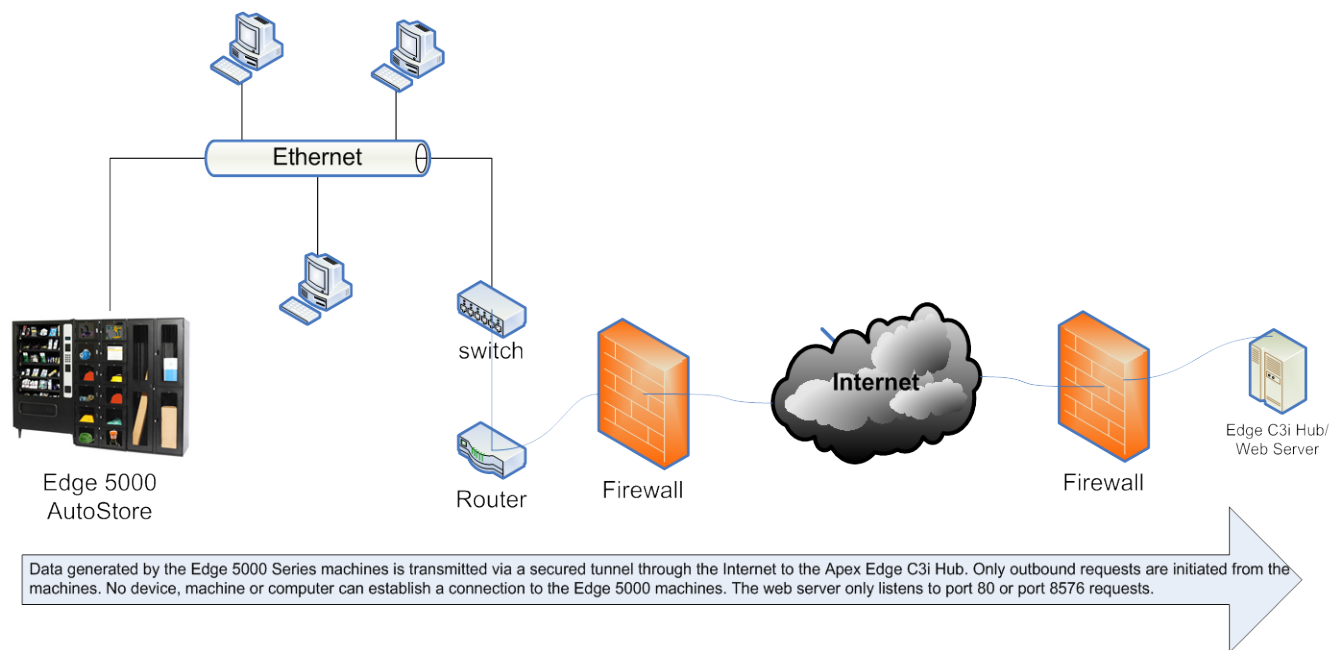 Ethernet
switch
Internet
Edge C3i Hub/
Web Server
Edge 5000
AutoStore
Router
Firewall
Firewall
Data generated by the Edge 5000 Series machines is transmitted via a secured tunnel through the Internet to the Apex Edge C3i Hub. Only outbound requests are initiated from the
machines. No device, machine or computer can establish a connection to the Edge 5000 machines. The web server only listens to port 80 or port 8576 requests.